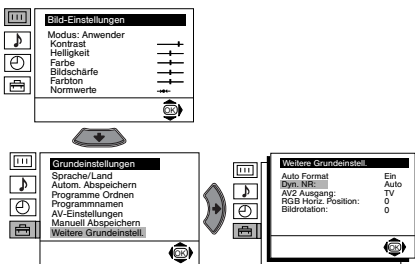 Bild-Einstellungen
Modus: Anwender
Kontrast
Helligkeit
Farbe
Bildschärfe
Farbton
Normwerte
OK
Grundeinstellungen
Sprache/Land
Autom. Abspeichern
Programme Ordnen
Programmnamen
AV-Einstellungen
Manuell Abspeichern
Weitere Grundeinstell.
OK
Weitere Grundeinstell.
Auto Format Ein
Dyn. NR: Auto
AV2 Ausgang: TV
RGB Horiz. Position: 0
Bildrotation: 0
OK